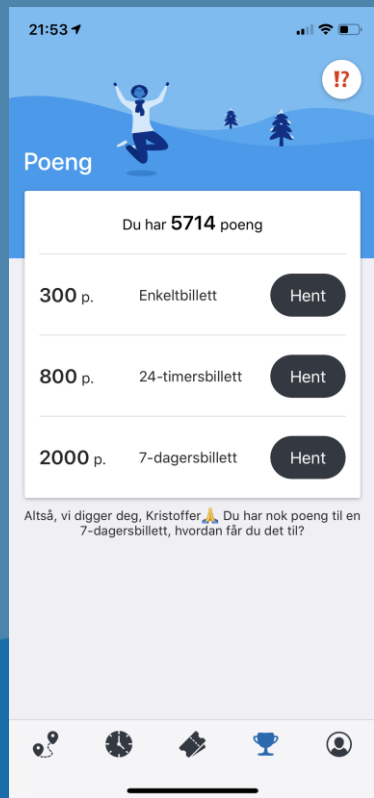 21:53
⁉
Poeng
Du har 5714 poeng
300 p. Enkeltbillett Hent
800 p. 24-timersbillett Hent
2000 p. 7-dagersbillett Hent
Altså, vi digger deg, Kristoffer🙏 Du har nok poeng til en
7-dagersbillett, hvordan får du det til?